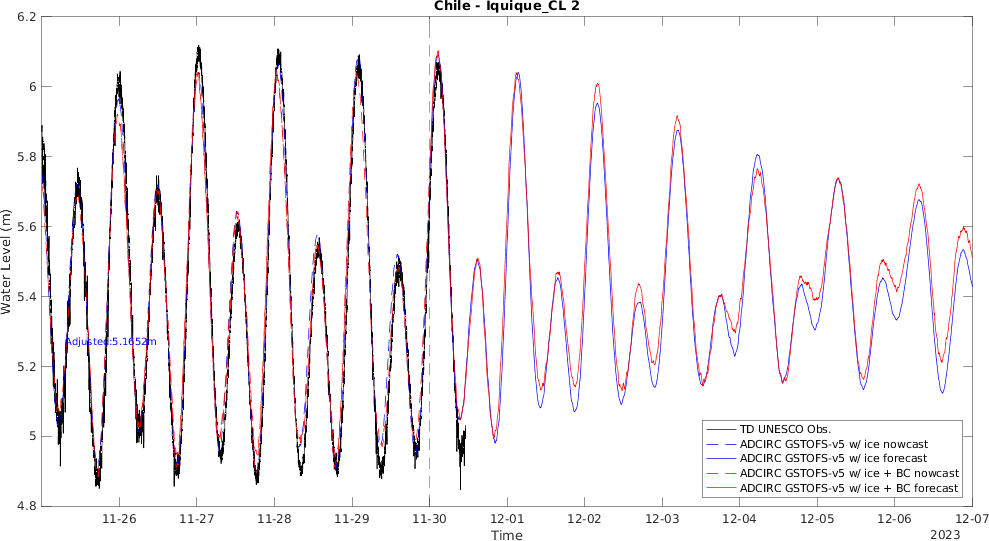 Chile - Iquique_CL 2
6.2
6
5.8
5.6
5.4
5.2
5
4.8
Water Level (m)
Adjusted:5.1652m
TD UNESCO Obs.
ADCIRC GSTOFS-v5 w/ ice nowcast
ADCIRC GSTOFS-v5 w/ ice forecast
ADCIRC GSTOFS-v5 w/ ice + BC nowcast
ADCIRC GSTOFS-v5 w/ ice + BC forecast
11-26 11-27 11-28 11-29 11-30 12-01 12-02 12-03 12-04 12-05 12-06 12-07
Time
2023